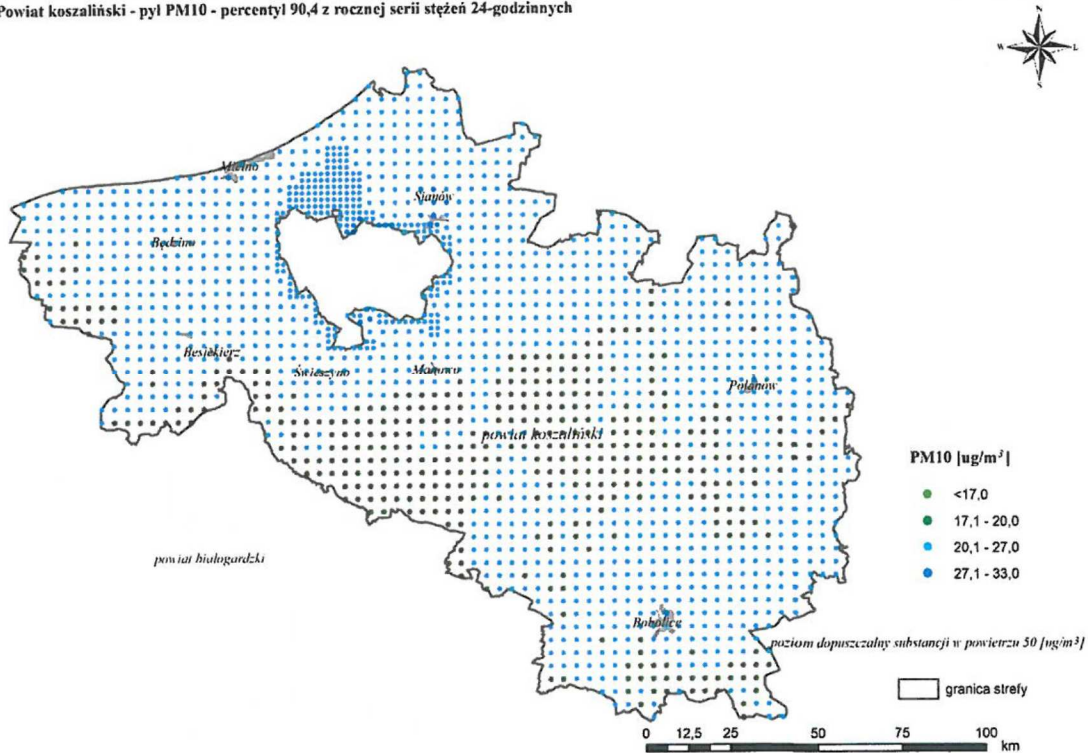 Powiat koszaliński - pył PM10 - percentyl 90,4 z rocznej serii stężeń 24-godzinnych
W
L
N
Mielno
Sianów
Będzino
Besiekierz
Świeszyno
Manowo
Polanów
powiat koszaliński
PM10 [ug/m³]
<17,0
17,1 - 20,0
20,1 - 27,0
27,1 - 33,0
powiat białogardzki
Bobolice
poziom dopuszczalny substancji w powietrzu 50 [ug/m³]
granica strefy
0 12,5 25 50 75 100
km